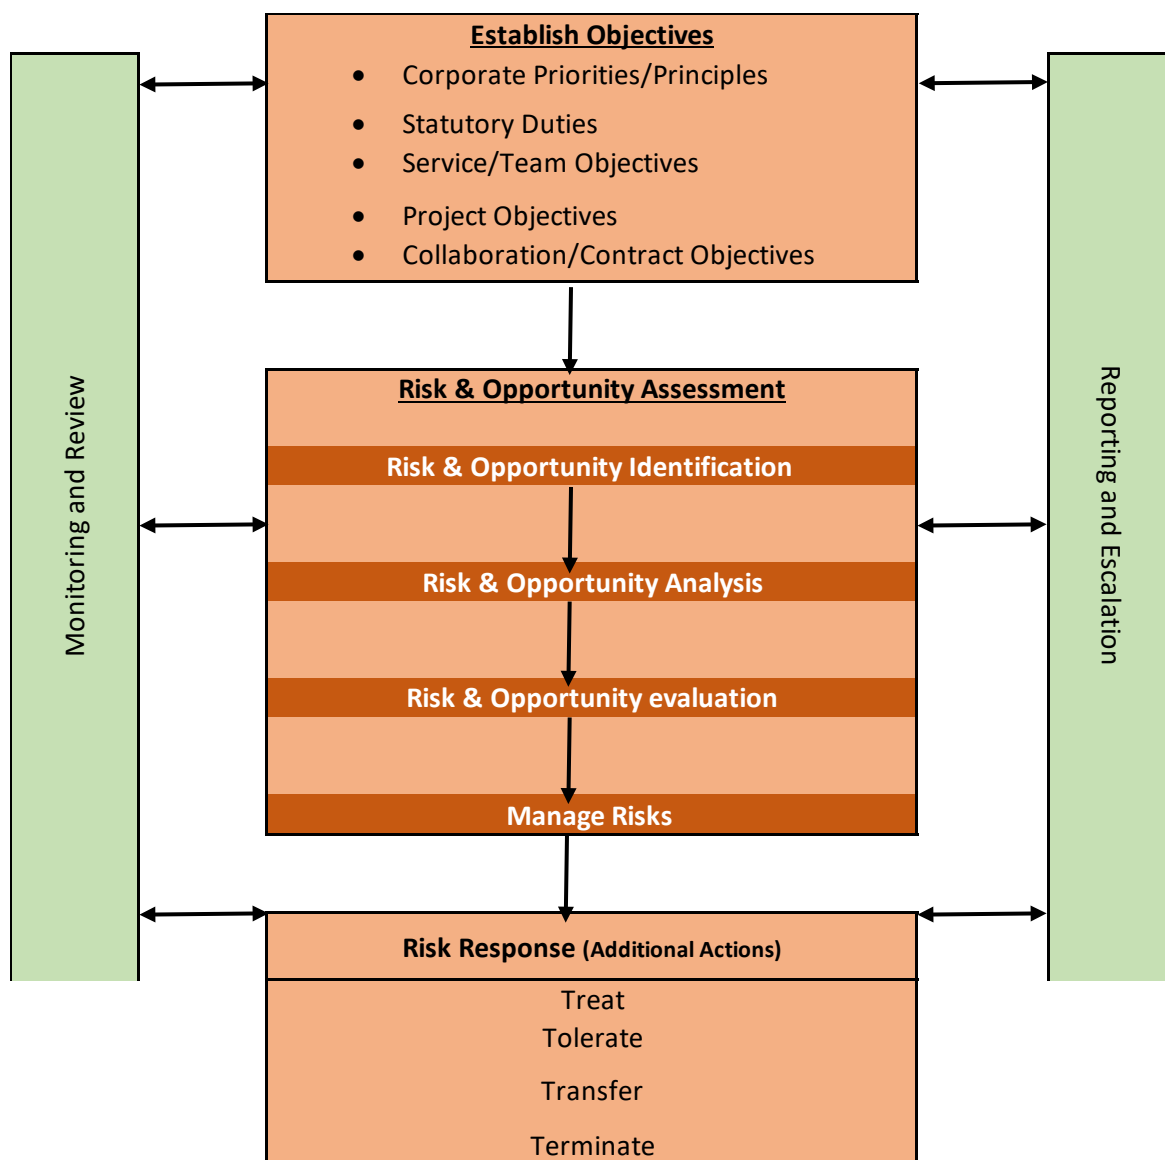 Establish Objectives
• Corporate Priorities/Principles
• Statutory Duties
• Service/Team Objectives
• Project Objectives
• Collaboration/Contract Objectives
Monitoring and Review
Risk & Opportunity Assessment
Risk & Opportunity Identification
Risk & Opportunity Analysis
Risk & Opportunity evaluation
Manage Risks
Reporting and Escalation
Risk Response (Additional Actions)
Treat
Tolerate
Transfer
Terminate